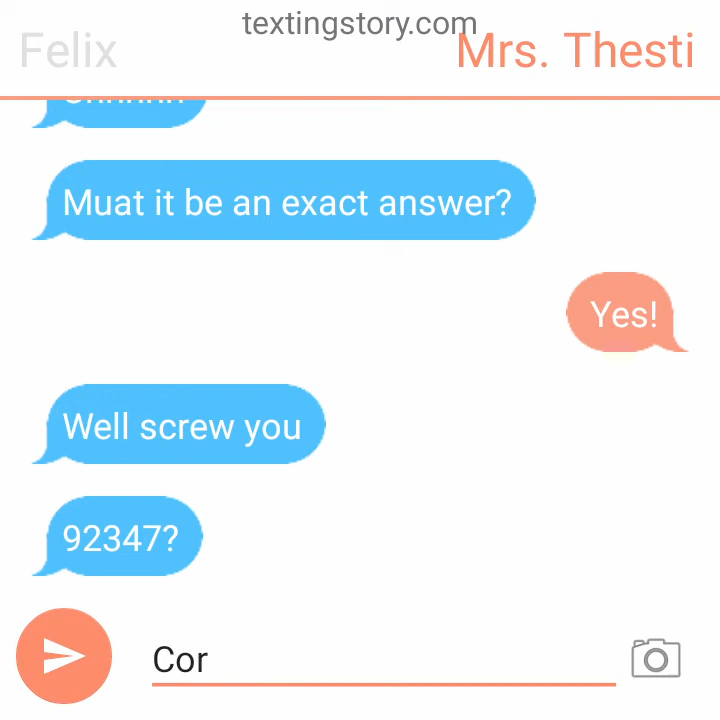 textingstory.com
Felix
Mrs. Thesti
Muat it be an exact answer?
Yes!
Well screw you
92347?
Cor